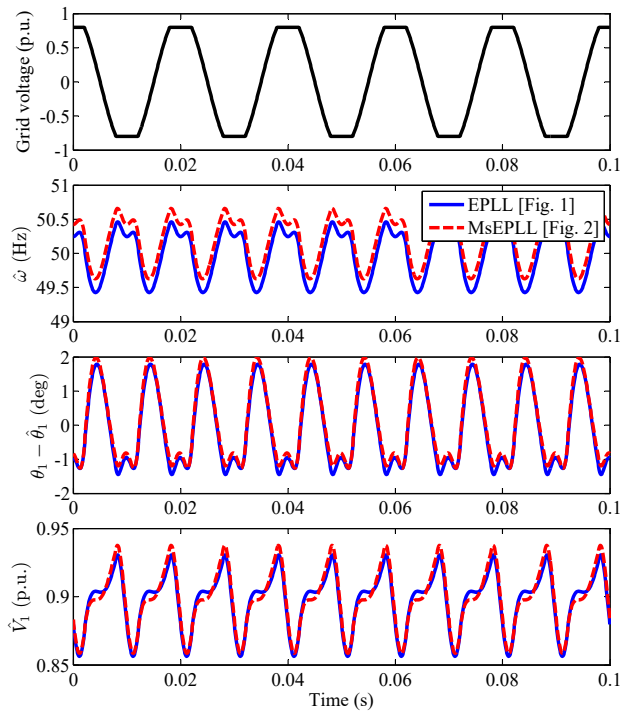 Grid voltage (p.u.)
1
0.5
0
-0.5
-1
0 0.02 0.04 0.06 0.08 0.1
ω̂ (Hz)
51
50.5
50
49.5
49
EPLL [Fig. 1]
MsEPLL [Fig. 2]
0 0.02 0.04 0.06 0.08 0.1
θ₁ − θ̂₁ (deg)
2
1
0
-1
-2
0 0.02 0.04 0.06 0.08 0.1
V̂₁ (p.u.)
0.95
0.9
0.85
0 0.02 0.04 0.06 0.08 0.1
Time (s)